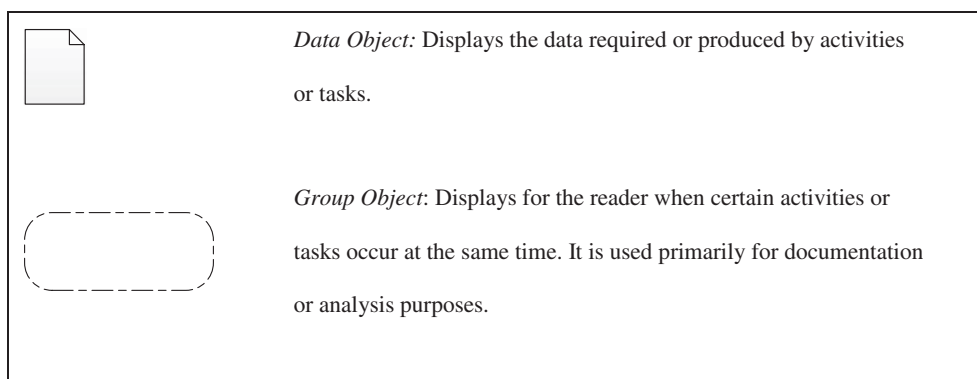 Data Object: Displays the data required or produced by activities
or tasks.
Group Object: Displays for the reader when certain activities or
tasks occur at the same time. It is used primarily for documentation
or analysis purposes.